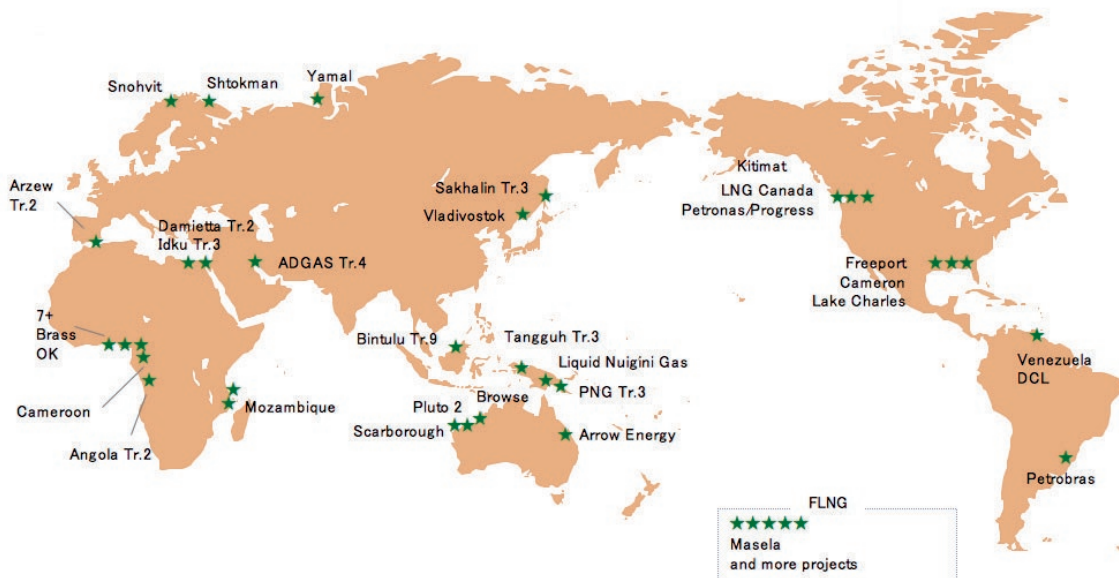 Snohvit
Shtokman
Yamal
Arzew
Tr.2
Damietta Tr.2
Idku Tr.3
ADGAS Tr.4
Sakhalin Tr.3
Vladivostok
Kitimat
LNG Canada
Petronas/Progress
Freeport
Cameron
Lake Charles
7+
Brass
OK
Cameroon
Angola Tr.2
Mozambique
Bintulu Tr.9
Tangguh Tr.3
Liquid Nuigini Gas
PNG Tr.3
Browse
Pluto 2
Scarborough
Arrow Energy
Venezuela
DCL
Petrobras
FLNG
Masela
and more projects